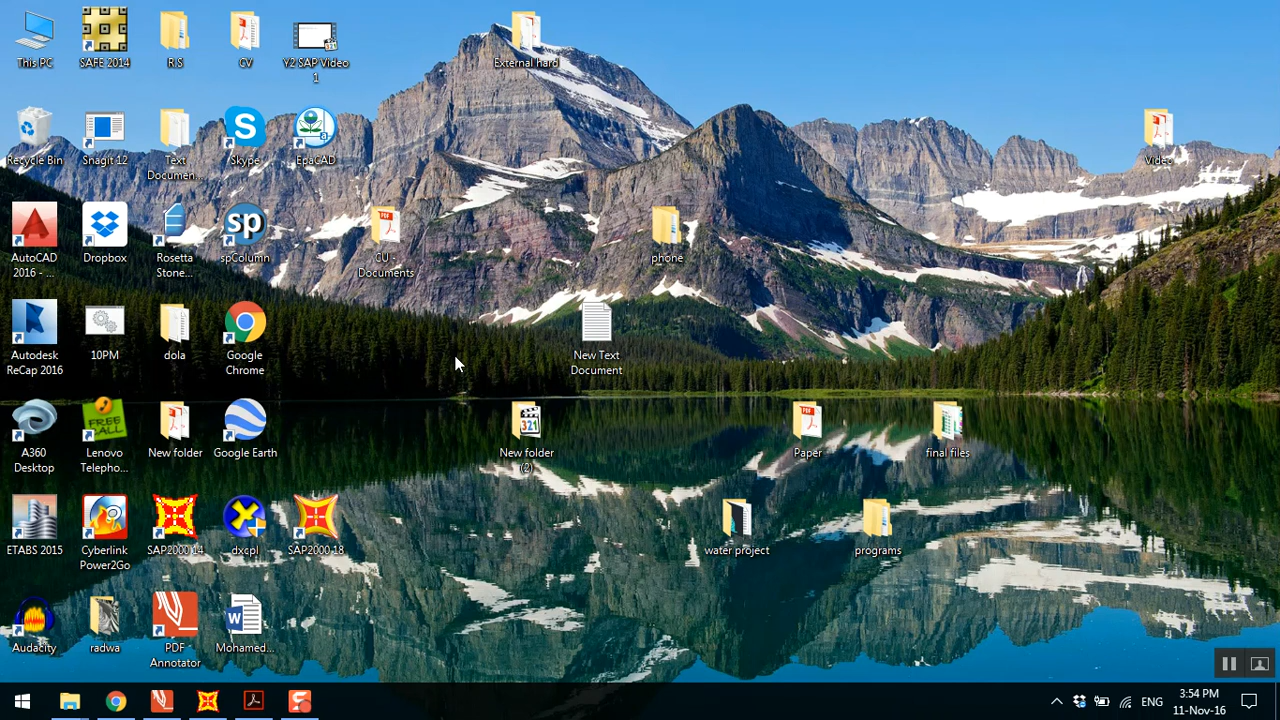 This PC
SAFE 2014
R|S
CV
Y2 SAP Video
1
External hard
Recycle Bin
Snagit 12
Text
Documen...
Skype
EpaCAD
Video
AutoCAD
2016 - ...
Dropbox
Rosetta
Stone...
spColumn
CU -
Documents
phone
Autodesk
ReCap 2016
10PM
dola
Google
Chrome
New Text
Document
A360
Desktop
Lenovo
Telepho...
New folder
Google Earth
New folder
(2)
Paper
final files
ETABS 2015
Cyberlink
Power2Go
SAP2000 14
dxcpl
SAP2000 18
water project
programs
Audacity
radwa
PDF
Annotator
Mohamed...
ENG
3:54 PM
11-Nov-16